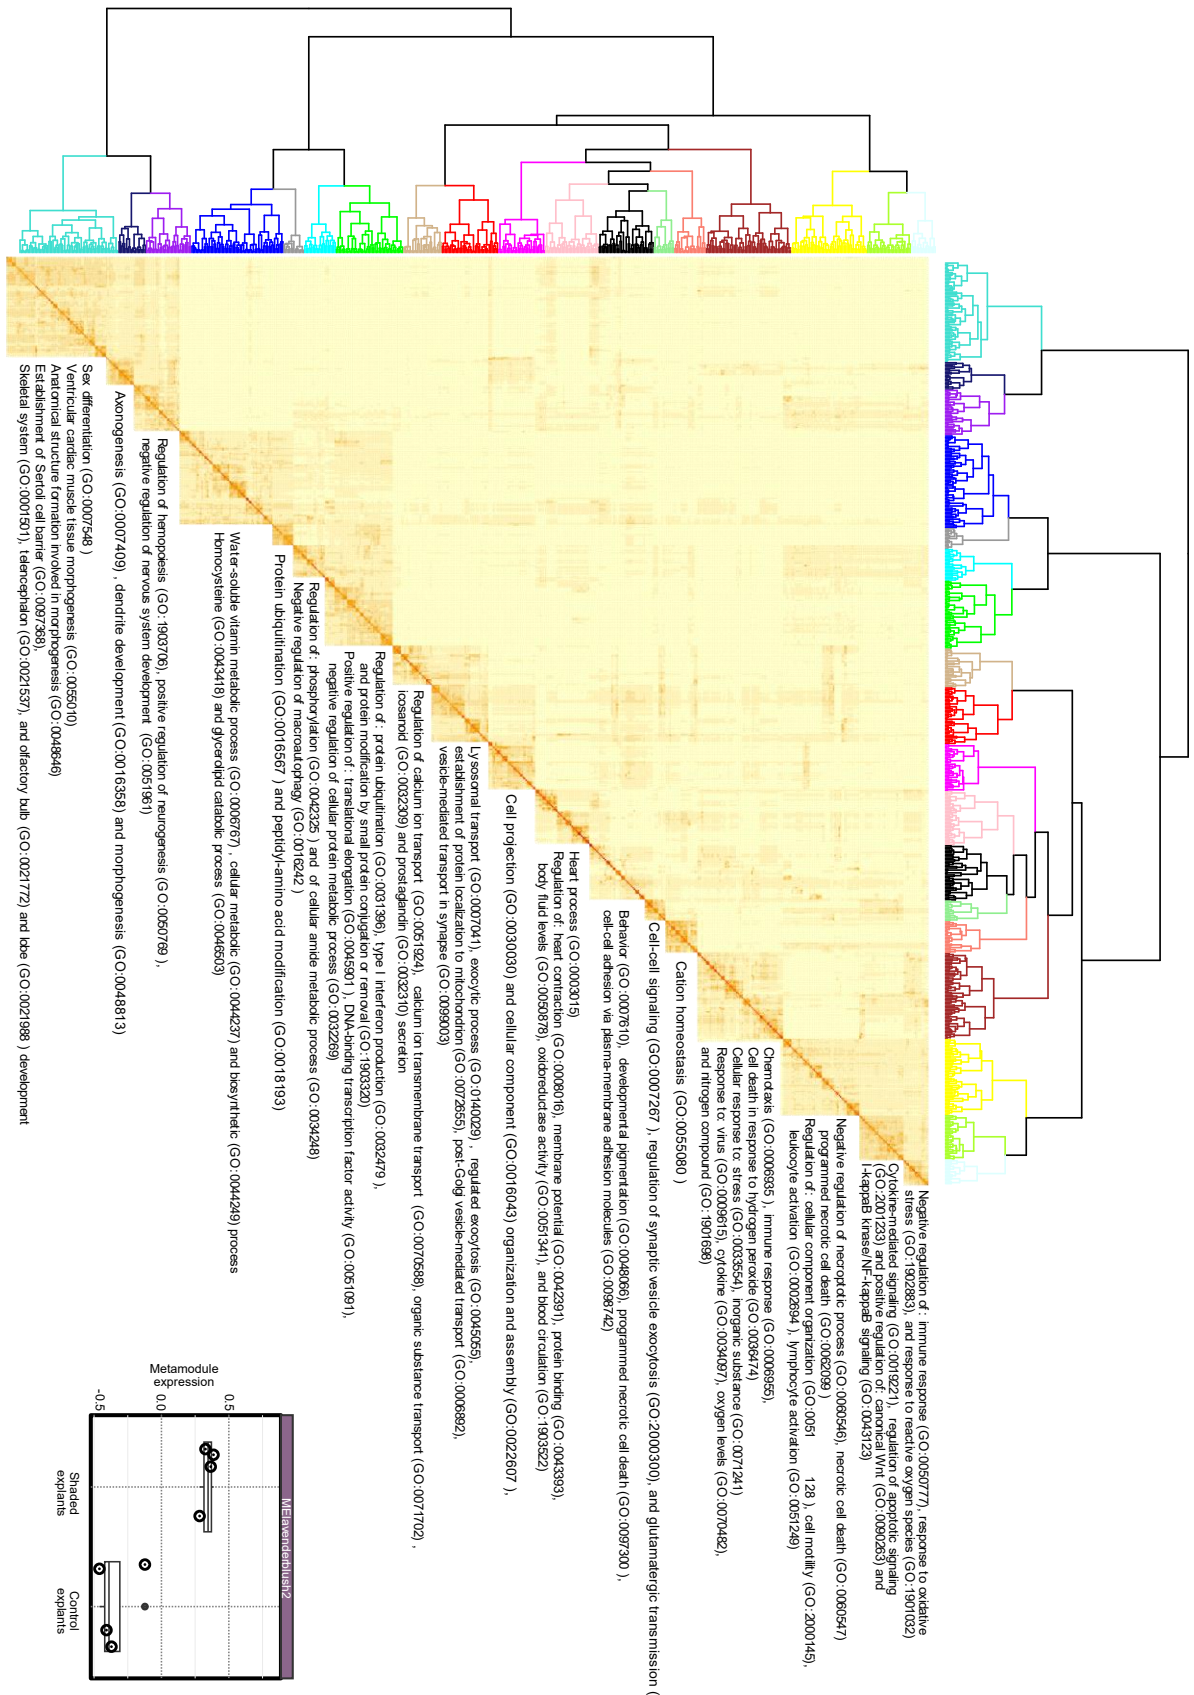 Negative regulation of : immune response (GO:0050777), response to oxidative
stress (GO:1902883), and response to reactive oxygen species (GO:1901032)
Cytokine-mediated signaling (GO:0019221), regulation of apoptotic signaling
(GO:2001233) and positive regulation of: canonical Wnt (GO:0090263) and
I-kappaB kinase/NF-kappaB signaling (GO:0043123)
Negative regulation of necroptotic process (GO:0060546), necrotic cell death (GO:0060547)
programmed necrotic cell death (GO:0062099 )
Regulation of : cellular component organization (GO:0051 128 ), cell motility (GO:2000145),
leukocyte activation (GO:0002694 ), lymphocyte activation (GO:0051249)
Chemotaxis (GO:0006935 ), immune response (GO:0006955),
Cell death in response to hydrogen peroxide (GO:0036474)
Cellular response to: stress (GO:0033554), inorganic substance (GO:0071241)
Response to: virus (GO:0009615), cytokine (GO:0034097), oxygen levels (GO:0070482),
and nitrogen compound (GO:1901698)
Cation homeostasis (GO:0055080 )
Cell-cell signaling (GO:0007267 ), regulation of synaptic vesicle exocytosis (GO:2000300), and glutamatergic transmission (
Behavior (GO:0007610), developmental pigmentation (GO:0048066), programmed necrotic cell death (GO:0097300 ),
cell-cell adhesion via plasma-membrane adhesion molecules (GO:0098742)
Heart process (GO:0003015)
Regulation of : heart contraction (GO:0008016), membrane potential (GO:0042391), protein binding (GO:0043393),
body fluid levels (GO:0050878), oxidoreductase activity (GO:0051341), and blood circulation (GO:1903522)
Cell projection (GO:0030030) and cellular component (GO:0016043) organization and assembly (GO:0022607 ),
Lysosomal transport (GO:0007041), exocytic process (GO:0140029) , regulated exocytosis (GO:0045055),
establishment of protein localization to mitochondrion (GO:0072655), post-Golgi vesicle-mediated transport (GO:0006892),
vesicle-mediated transport in synapse (GO:0099003)
Regulation of calcium ion transport (GO:0051924), calcium ion transmembrane transport (GO:0070588), organic substance transport (GO:0071702) ,
icosanoid (GO:0032309) and prostaglandin (GO:0032310) secretion
Regulation of : protein ubiquitination (GO:0031396), type I interferon production (GO:0032479 ),
and protein modification by small protein conjugation or removal (GO:1903320)
Positive regulation of : translational elongation (GO:0045901 ), DNA-binding transcription factor activity (GO:0051091),
negative regulation of cellular protein metabolic process (GO:0032269)
Regulation of : phosphorylation (GO:0042325 ) and of cellular amide metabolic process (GO:0034248)
Negative regulation of macroautophagy (GO:0016242 )
Protein ubiquitination (GO:0016567 ) and peptidyl-amino acid modification (GO:0018193)
Water-soluble vitamin metabolic process (GO:0006767) , cellular metabolic (GO:0044237) and biosynthetic (GO:0044249) process
Homocysteine (GO:0043418) and glycerolipid catabolic process (GO:0046503)
Regulation of hemopoiesis (GO:1903706), positive regulation of neurogenesis (GO:0050769 ),
negative regulation of nervous system development (GO:0051961)
Axonogenesis (GO:0007409) , dendrite development (GO:0016358) and morphogenesis (GO:0048813)
Sex differentiation (GO:0007548 )
Ventricular cardiac muscle tissue morphogenesis (GO:0055010)
Anatomical structure formation involved in morphogenesis (GO:0048646)
Establishment of Sertoli cell barrier (GO:0097368),
Skeletal system (GO:0001501), telencephalon (GO:0021537), and olfactory bulb (GO:0021772) and lobe (GO:0021988 ) development
MElavenderblush2
Metamodule
expression
0.5
0.0
-0.5
Shaded
explants
Control
explants